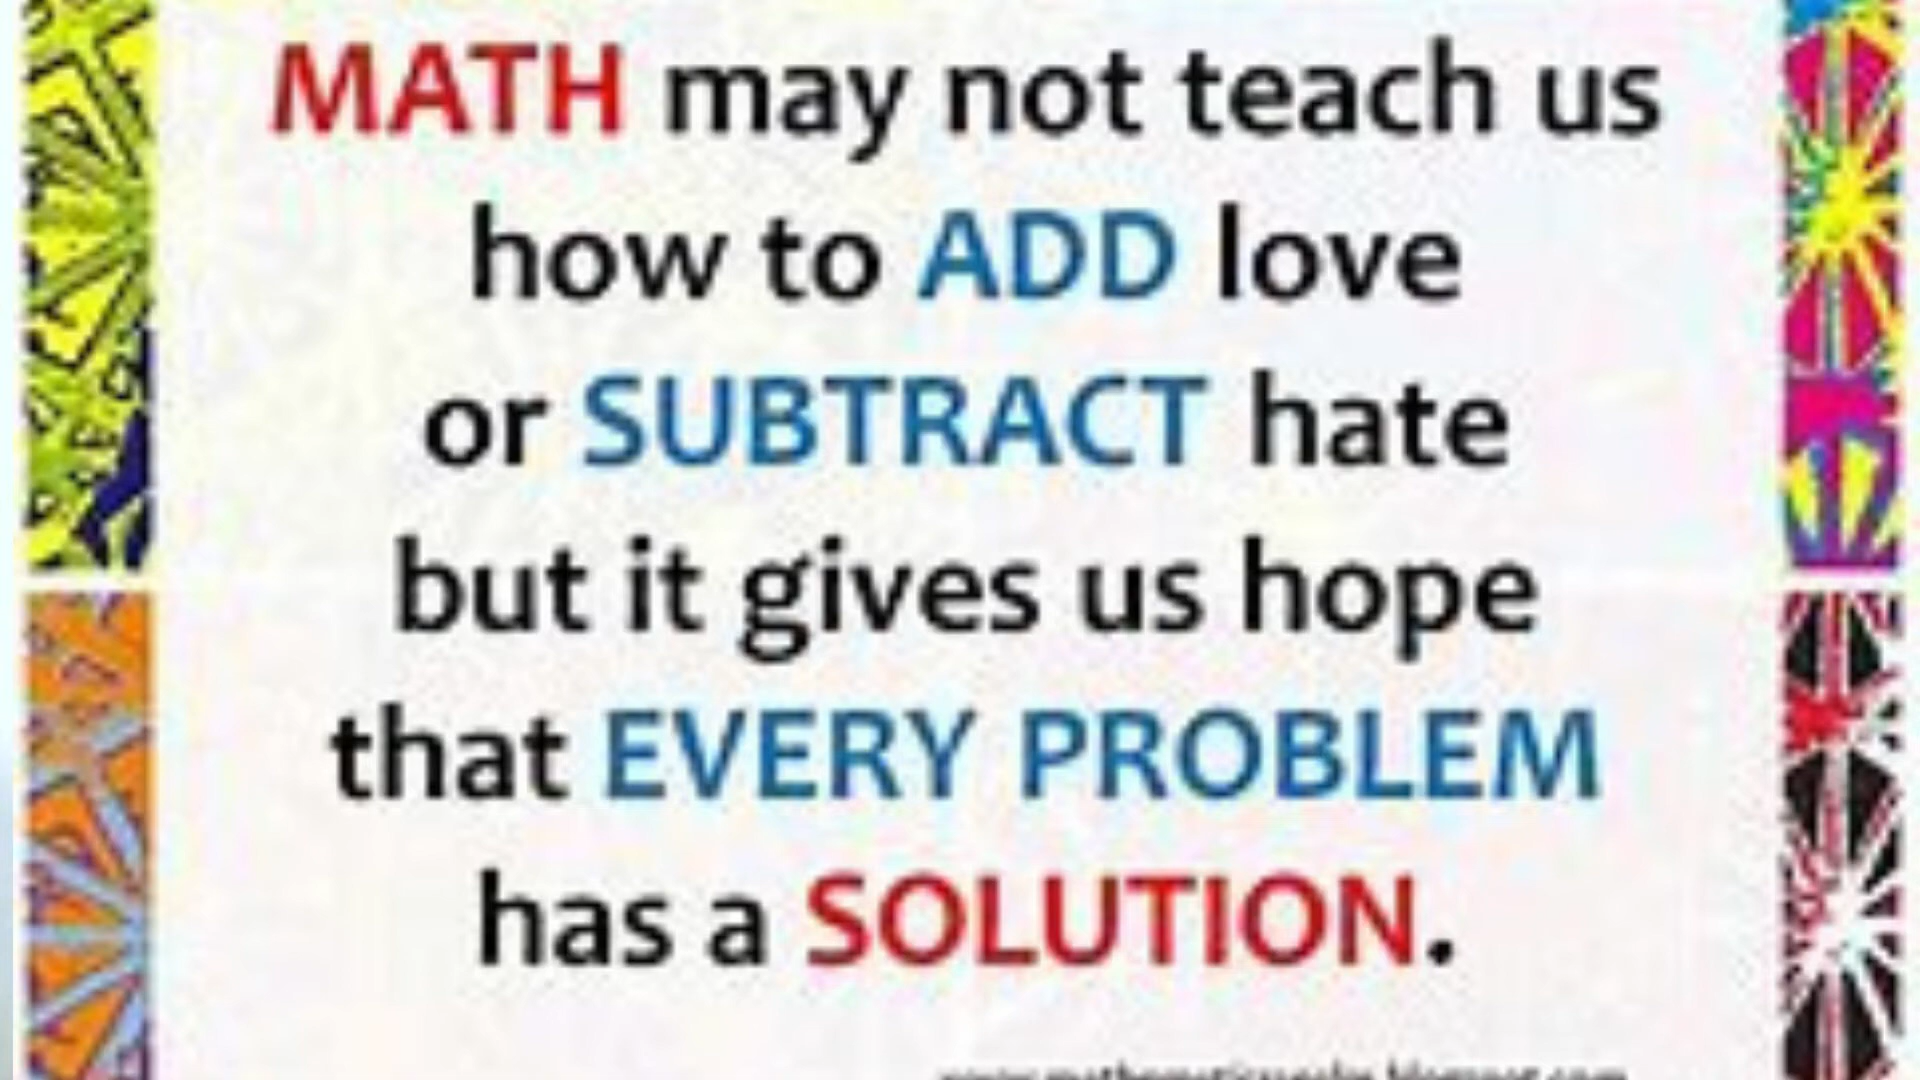 MATH may not teach us
how to ADD love
or SUBTRACT hate
but it gives us hope
that EVERY PROBLEM
has a SOLUTION.